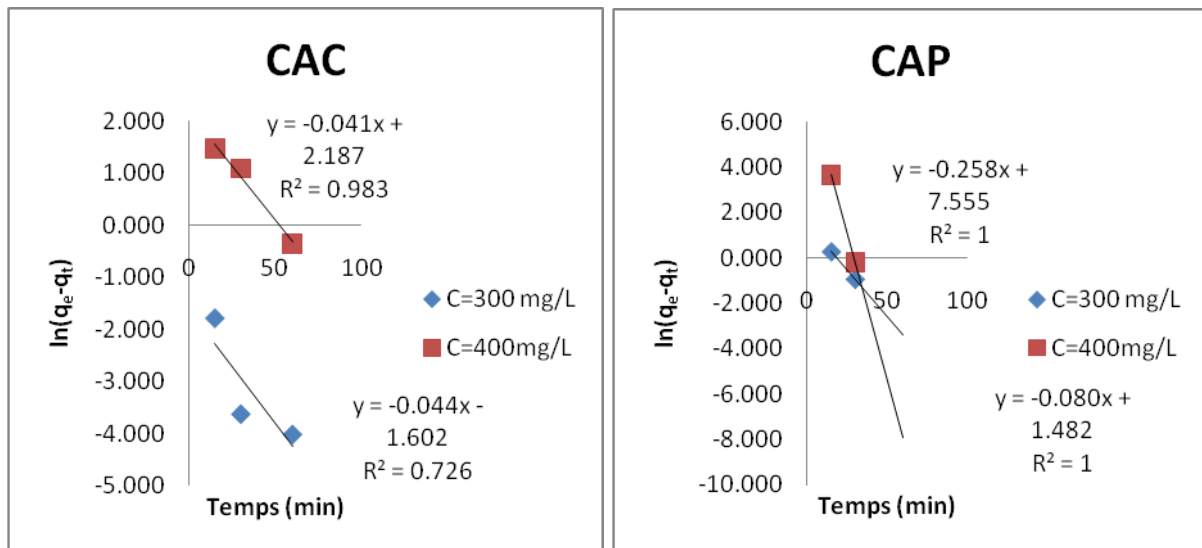 CAC
2.000
1.000
0.000
-1.000
-2.000
-3.000
-4.000
-5.000
0
50
100
y = -0.041x +
2.187
R² = 0.983
y = -0.044x -
1.602
R² = 0.726
C=300 mg/L
C=400mg/L
ln(qe-qt)
Temps (min)
CAP
6.000
4.000
2.000
0.000
-2.000
-4.000
-6.000
-8.000
-10.000
0
50
100
y = -0.258x +
7.555
R² = 1
C=300 mg/L
C=400mg/L
y = -0.080x +
1.482
R² = 1
ln(qe-qt)
Temps (min)